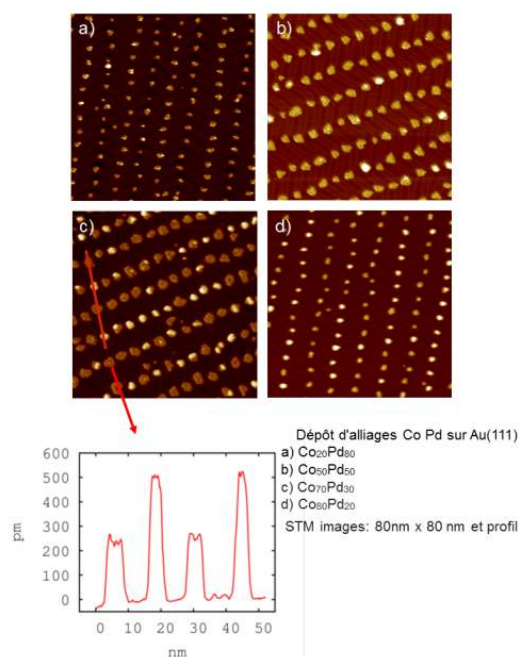 a)
b)
c)
d)
Dépôt d'alliages Co Pd sur Au(111)
a) Co₂₀Pd₈₀
b) Co₅₀Pd₅₀
c) Co₇₀Pd₃₀
d) Co₈₀Pd₂₀
STM images: 80nm x 80 nm et profil
600
500
400
300
200
100
0
pm
0 10 20 30 40 50
nm